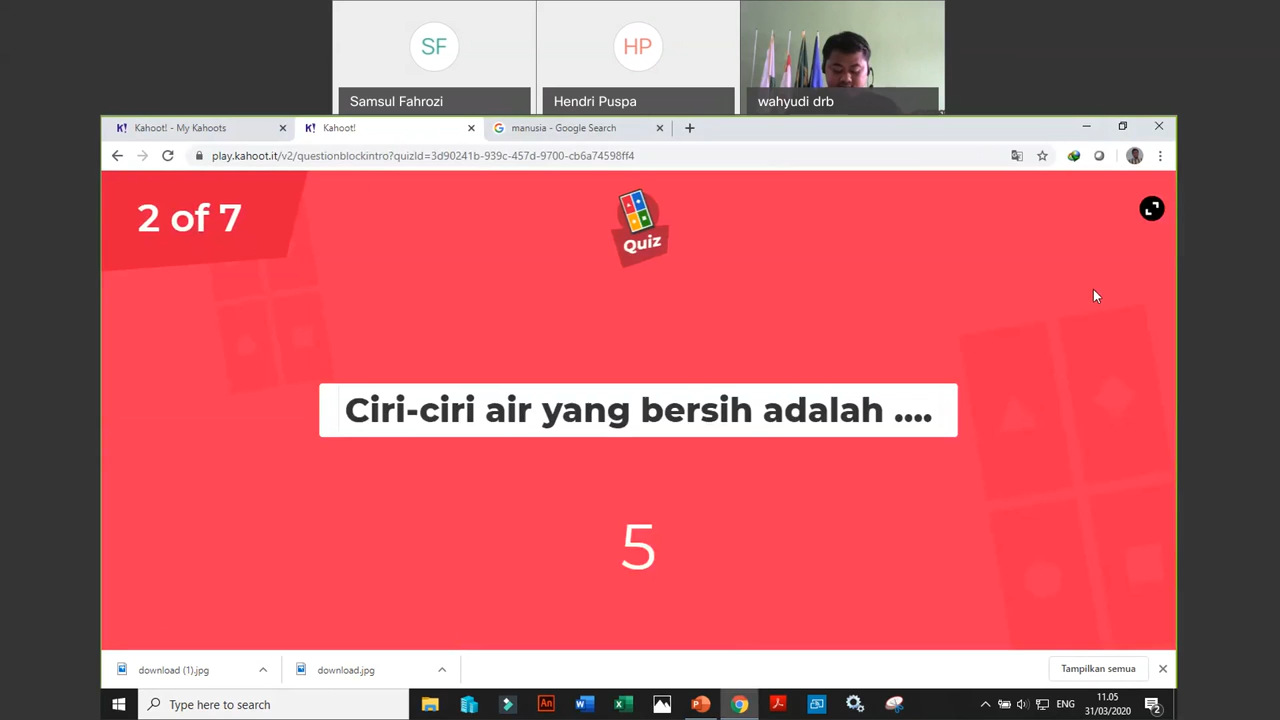 SF
HP
Samsul Fahrozi
Hendri Puspa
wahyudi drb
K! Kahoot! - My Kahoots
K! Kahoot!
G manusia - Google Search
play.kahoot.it/v2/questionblockintro?quizId=3d90241b-939c-457d-9700-cb6a74598ff4
2 of 7
Quiz
Ciri-ciri air yang bersih adalah ....
5
download (1).jpg
download.jpg
Tampilkan semua
Type here to search
An
ENG
11.05
31/03/2020
2